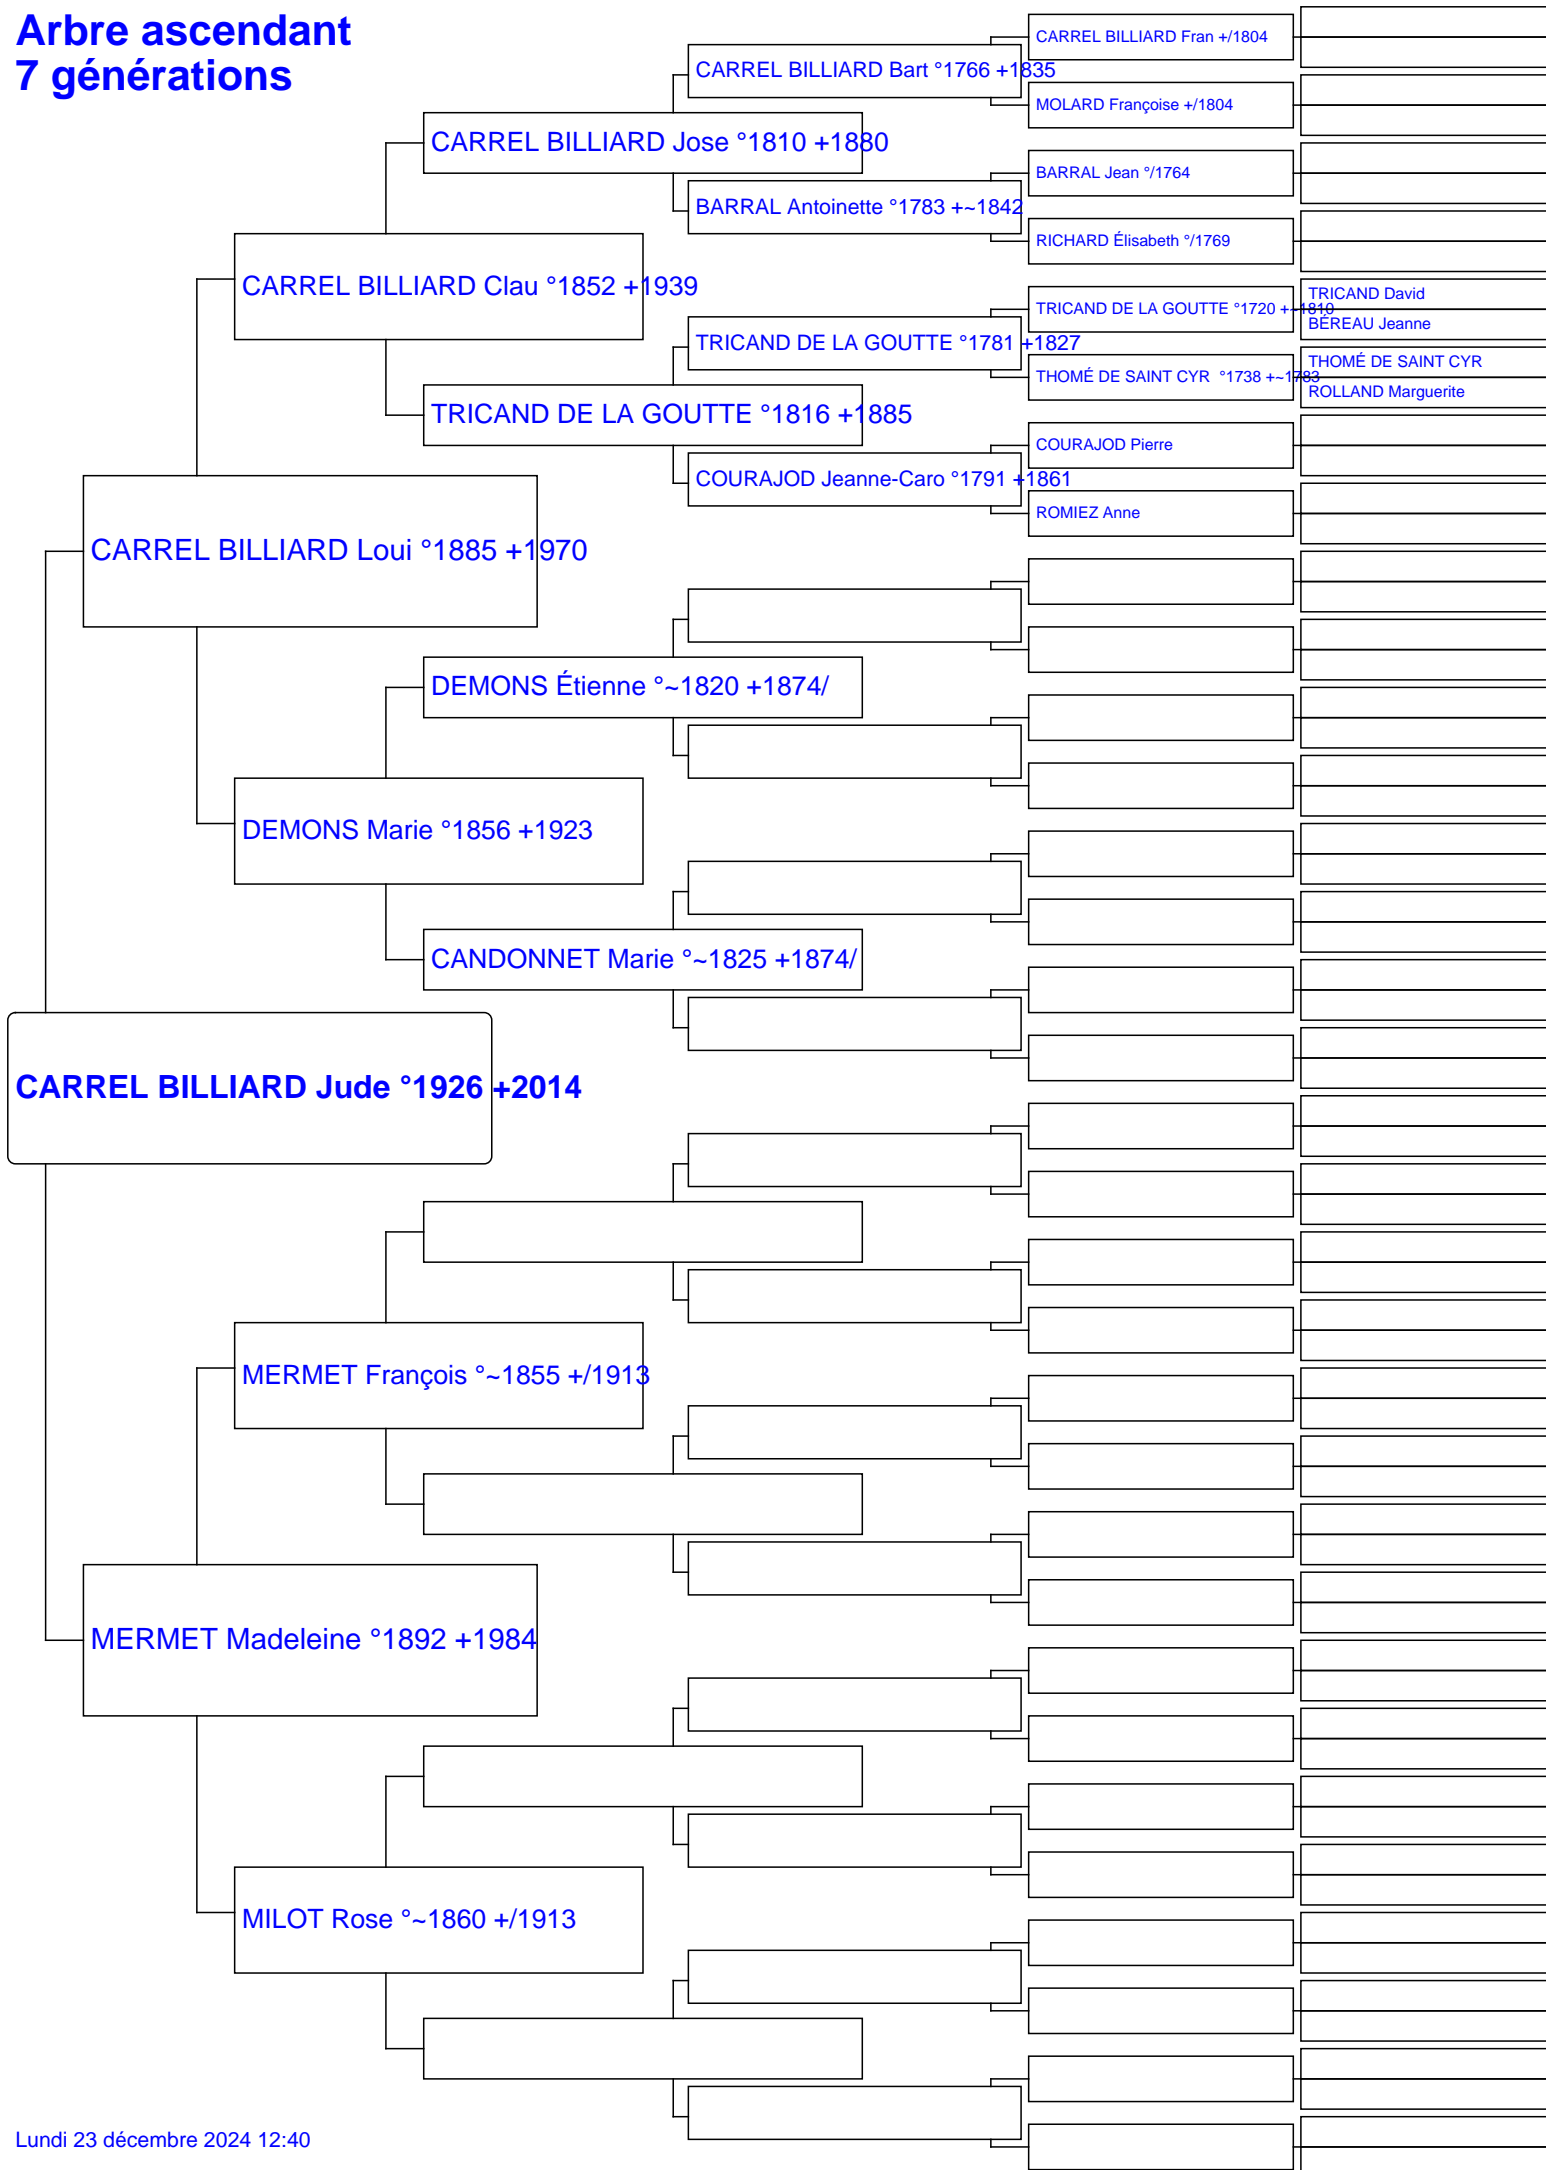 Arbre ascendant
7 générations
CARREL BILLIARD Fran +/1804
CARREL BILLIARD Bart °1766 +1835
MOLARD Françoise +/1804
CARREL BILLIARD Jose °1810 +1880
BARRAL Jean °/1764
BARRAL Antoinette °1783 +~1842
RICHARD Élisabeth °/1769
CARREL BILLIARD Clau °1852 +1939
TRICAND David
TRICAND DE LA GOUTTE °1720 +~1810
BÉREAU Jeanne
TRICAND DE LA GOUTTE °1781 +1827
THOMÉ DE SAINT CYR
THOMÉ DE SAINT CYR °1738 +~1783
ROLLAND Marguerite
TRICAND DE LA GOUTTE °1816 +1885
COURAJOD Pierre
COURAJOD Jeanne-Caro °1791 +1861
ROMIEZ Anne
CARREL BILLIARD Loui °1885 +1970
DEMONS Étienne °~1820 +1874/
DEMONS Marie °1856 +1923
CANDONNET Marie °~1825 +1874/
CARREL BILLIARD Jude °1926 +2014
MERMET François °~1855 +/1913
MERMET Madeleine °1892 +1984
MILOT Rose °~1860 +/1913
Lundi 23 décembre 2024 12:40